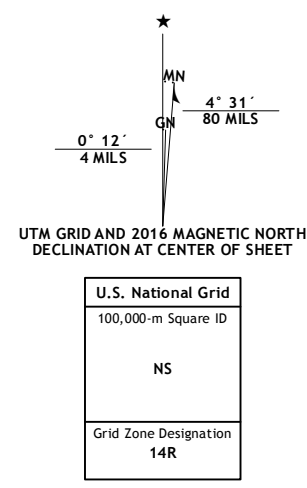 ★
MN
4° 31´
80 MILS
GN
0° 12´
4 MILS
UTM GRID AND 2016 MAGNETIC NORTH
DECLINATION AT CENTER OF SHEET
U.S. National Grid
100,000-m Square ID
NS
Grid Zone Designation
14R